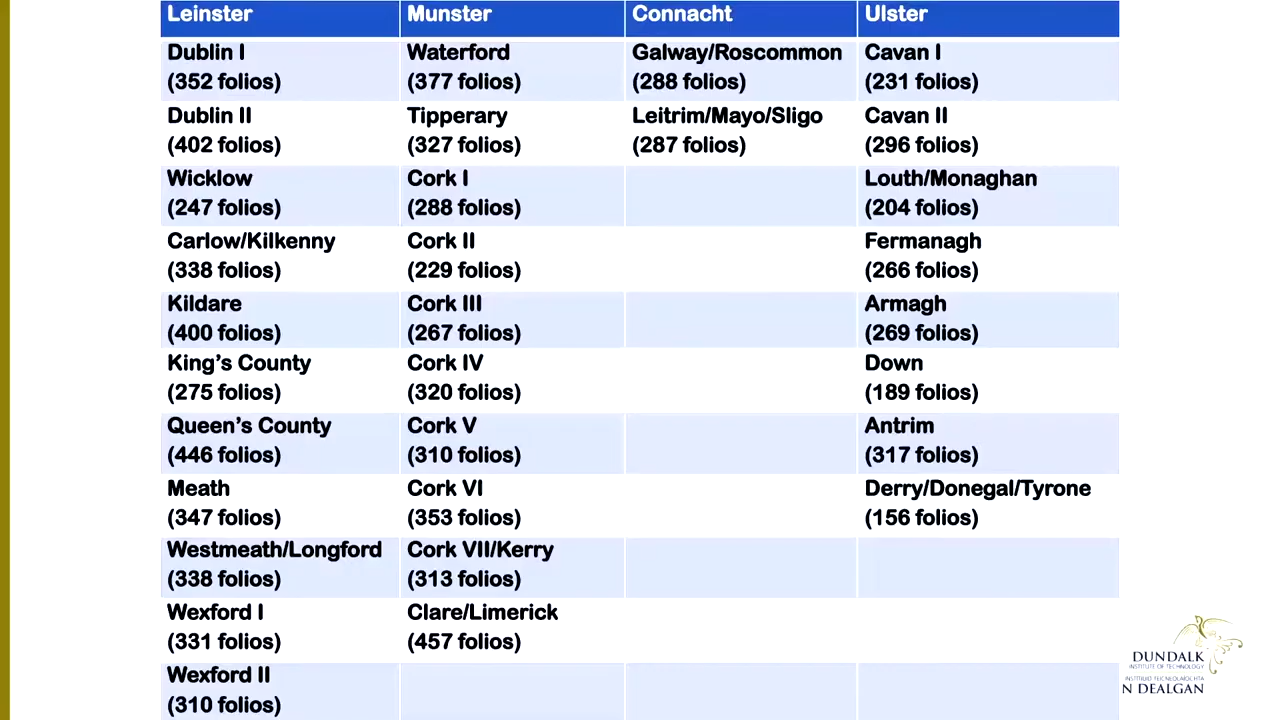 Leinster Munster Connacht Ulster
Dublin I Waterford Galway/Roscommon Cavan I
(352 folios) (377 folios) (288 folios) (231 folios)
Dublin II Tipperary Leitrim/Mayo/Sligo Cavan II
(402 folios) (327 folios) (287 folios) (296 folios)
Wicklow Cork I Louth/Monaghan
(247 folios) (288 folios) (204 folios)
Carlow/Kilkenny Cork II Fermanagh
(338 folios) (229 folios) (266 folios)
Kildare Cork III Armagh
(400 folios) (267 folios) (269 folios)
King's County Cork IV Down
(275 folios) (320 folios) (189 folios)
Queen's County Cork V Antrim
(446 folios) (310 folios) (317 folios)
Meath Cork VI Derry/Donegal/Tyrone
(347 folios) (353 folios) (156 folios)
Westmeath/Longford Cork VII/Kerry
(338 folios) (313 folios)
Wexford I Clare/Limerick
(331 folios) (457 folios)
Wexford II
(310 folios)
DUNDALK
INSTITUTE OF TECHNOLOGY
N DEALGAN